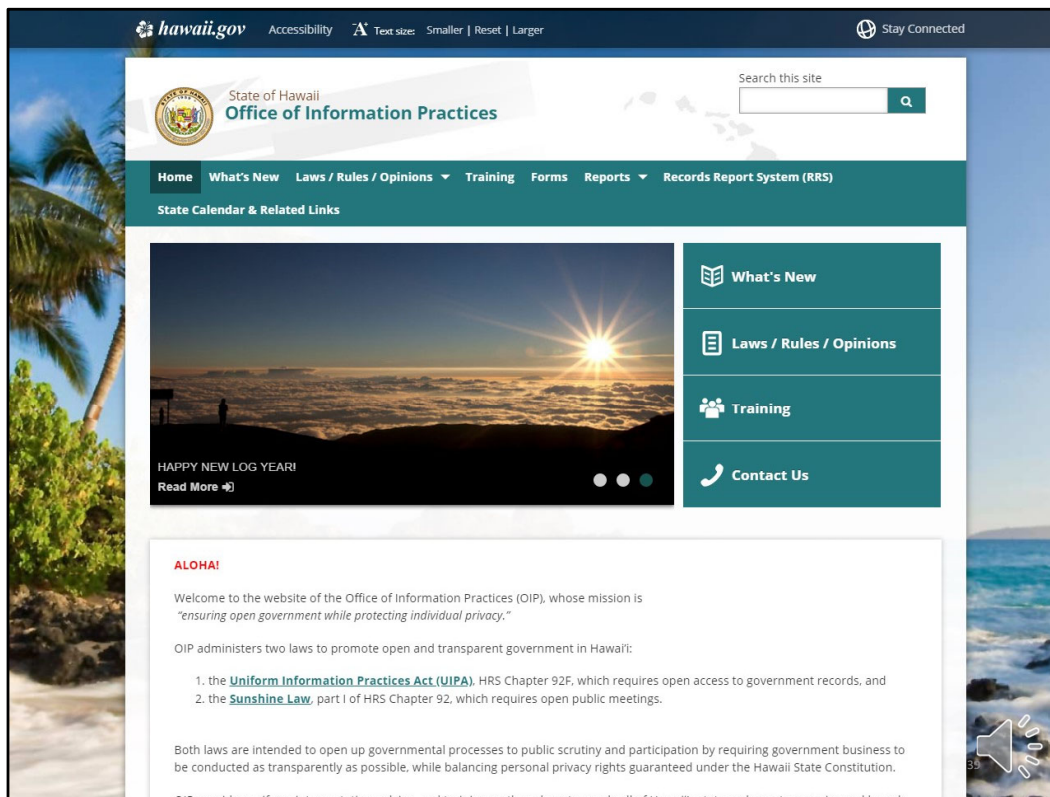 hawaii.gov Accessibility A Text size: Smaller | Reset | Larger Stay Connected
Search this site
State of Hawaii
Office of Information Practices
Home What's New Laws / Rules / Opinions Training Forms Reports Records Report System (RRS)
State Calendar & Related Links
What's New
Laws / Rules / Opinions
Training
Contact Us
HAPPY NEW LOG YEAR!
Read More
ALOHA!
Welcome to the website of the Office of Information Practices (OIP), whose mission is
"ensuring open government while protecting individual privacy."
OIP administers two laws to promote open and transparent government in Hawai'i:
1. the Uniform Information Practices Act (UIPA), HRS Chapter 92F, which requires open access to government records, and
2. the Sunshine Law, part I of HRS Chapter 92, which requires open public meetings.
Both laws are intended to open up governmental processes to public scrutiny and participation by requiring government business to
be conducted as transparently as possible, while balancing personal privacy rights guaranteed under the Hawaii State Constitution.
39